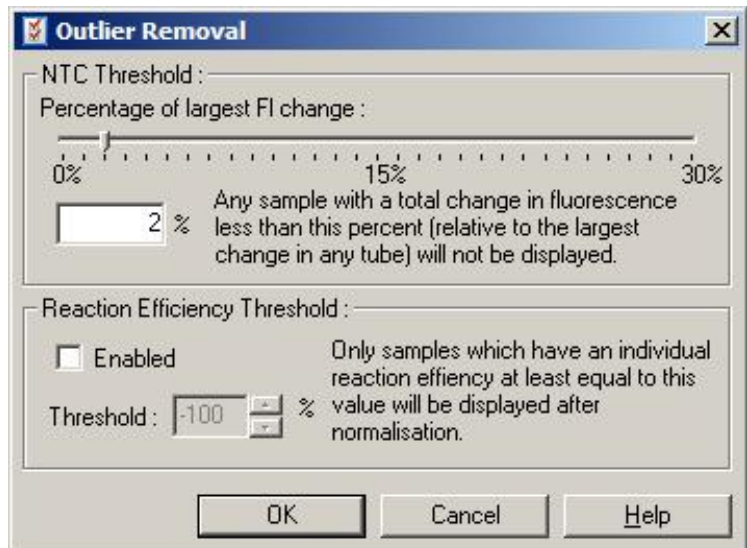 Outlier Removal
NTC Threshold :
Percentage of largest Fl change :
0% 15% 30%
2 %
Any sample with a total change in fluorescence
less than this percent (relative to the largest
change in any tube) will not be displayed.
Reaction Efficiency Threshold :
Enabled
Threshold : -100 %
Only samples which have an individual
reaction effiency at least equal to this
value will be displayed after
normalisation.
OK Cancel Help